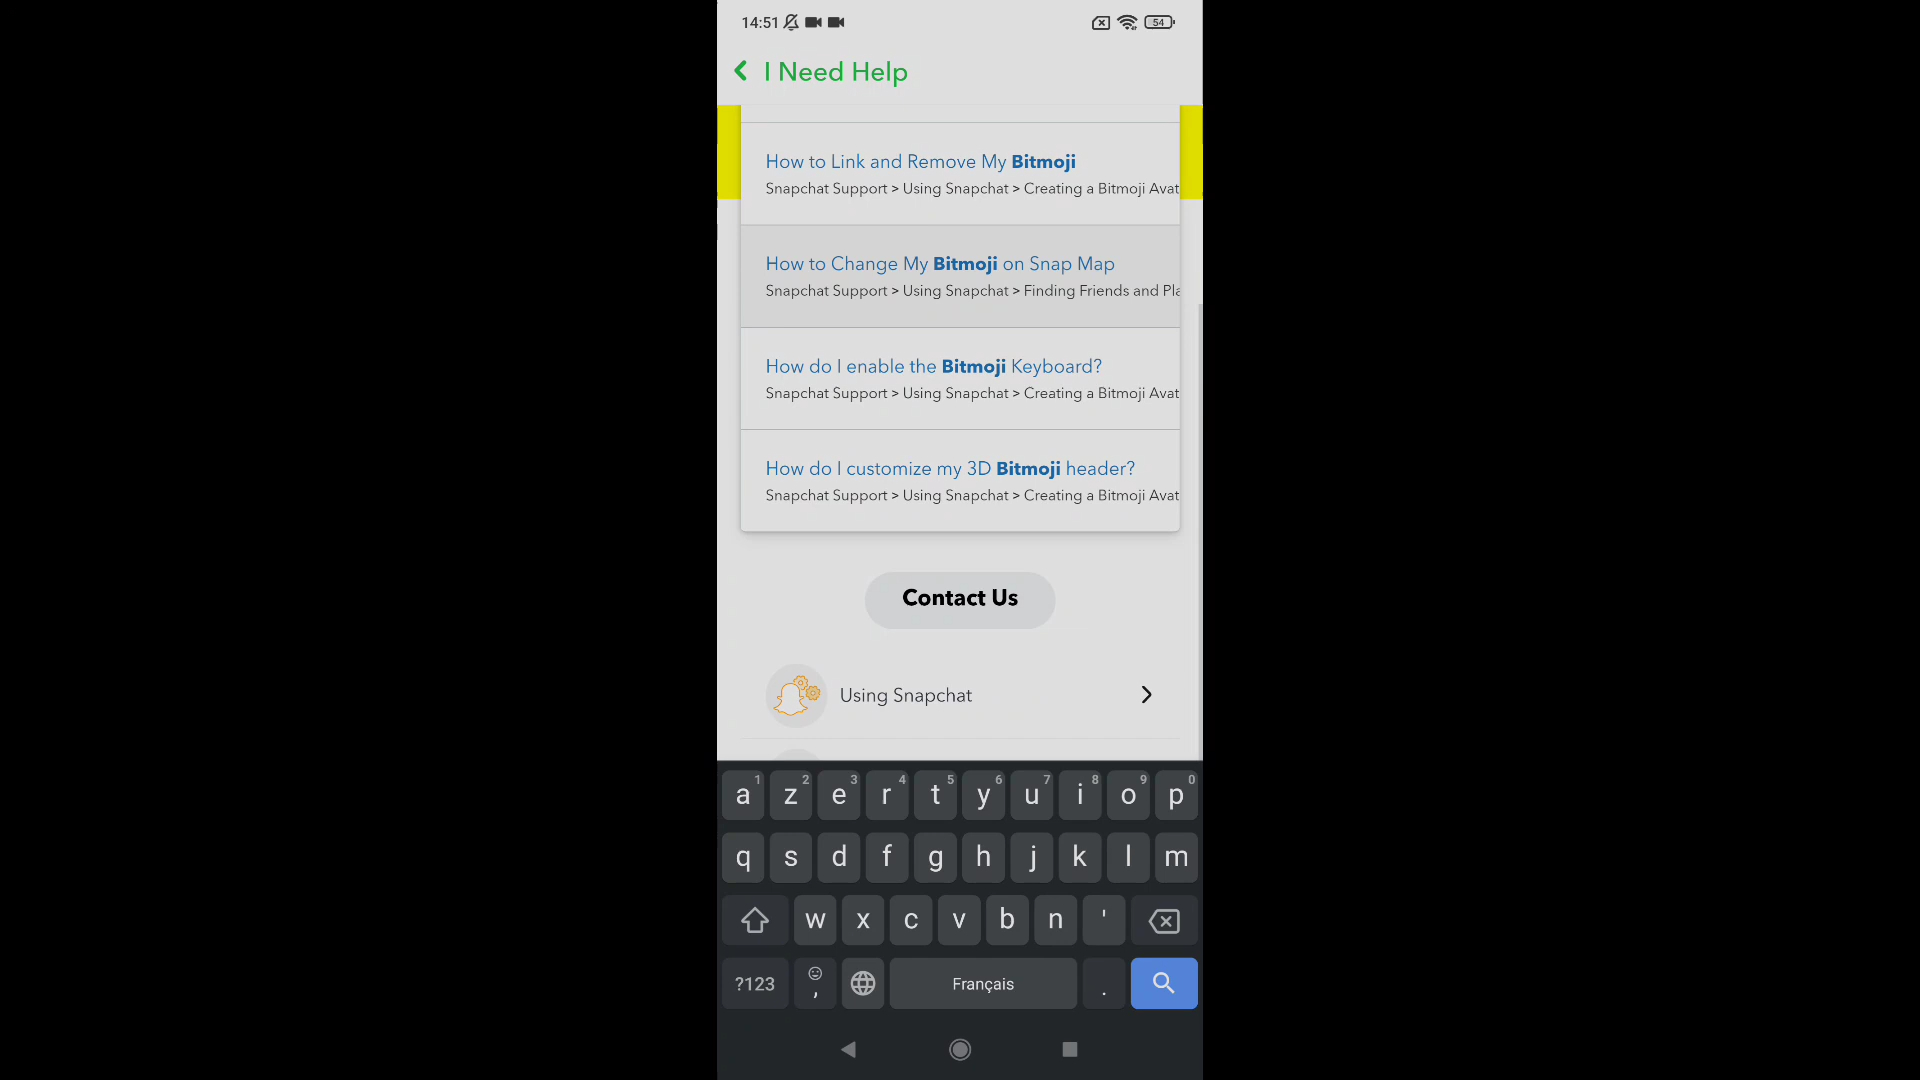 14:51
54
I Need Help
How to Link and Remove My Bitmoji
Snapchat Support > Using Snapchat > Creating a Bitmoji Avat
How to Change My Bitmoji on Snap Map
Snapchat Support > Using Snapchat > Finding Friends and Pla
How do I enable the Bitmoji Keyboard?
Snapchat Support > Using Snapchat > Creating a Bitmoji Avat
How do I customize my 3D Bitmoji header?
Snapchat Support > Using Snapchat > Creating a Bitmoji Avat
Contact Us
Using Snapchat
1 2 3 4 5 6 7 8 9 0
a z e r t y u i o p
q s d f g h j k l m
w x c v b n '
?123 , Français .